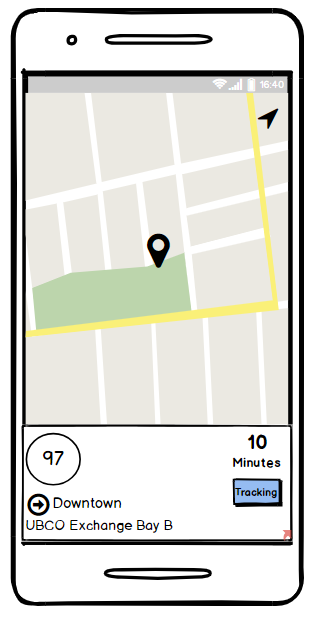 16:40
97
10
Minutes
Tracking
Downtown
UBCO Exchange Bay B